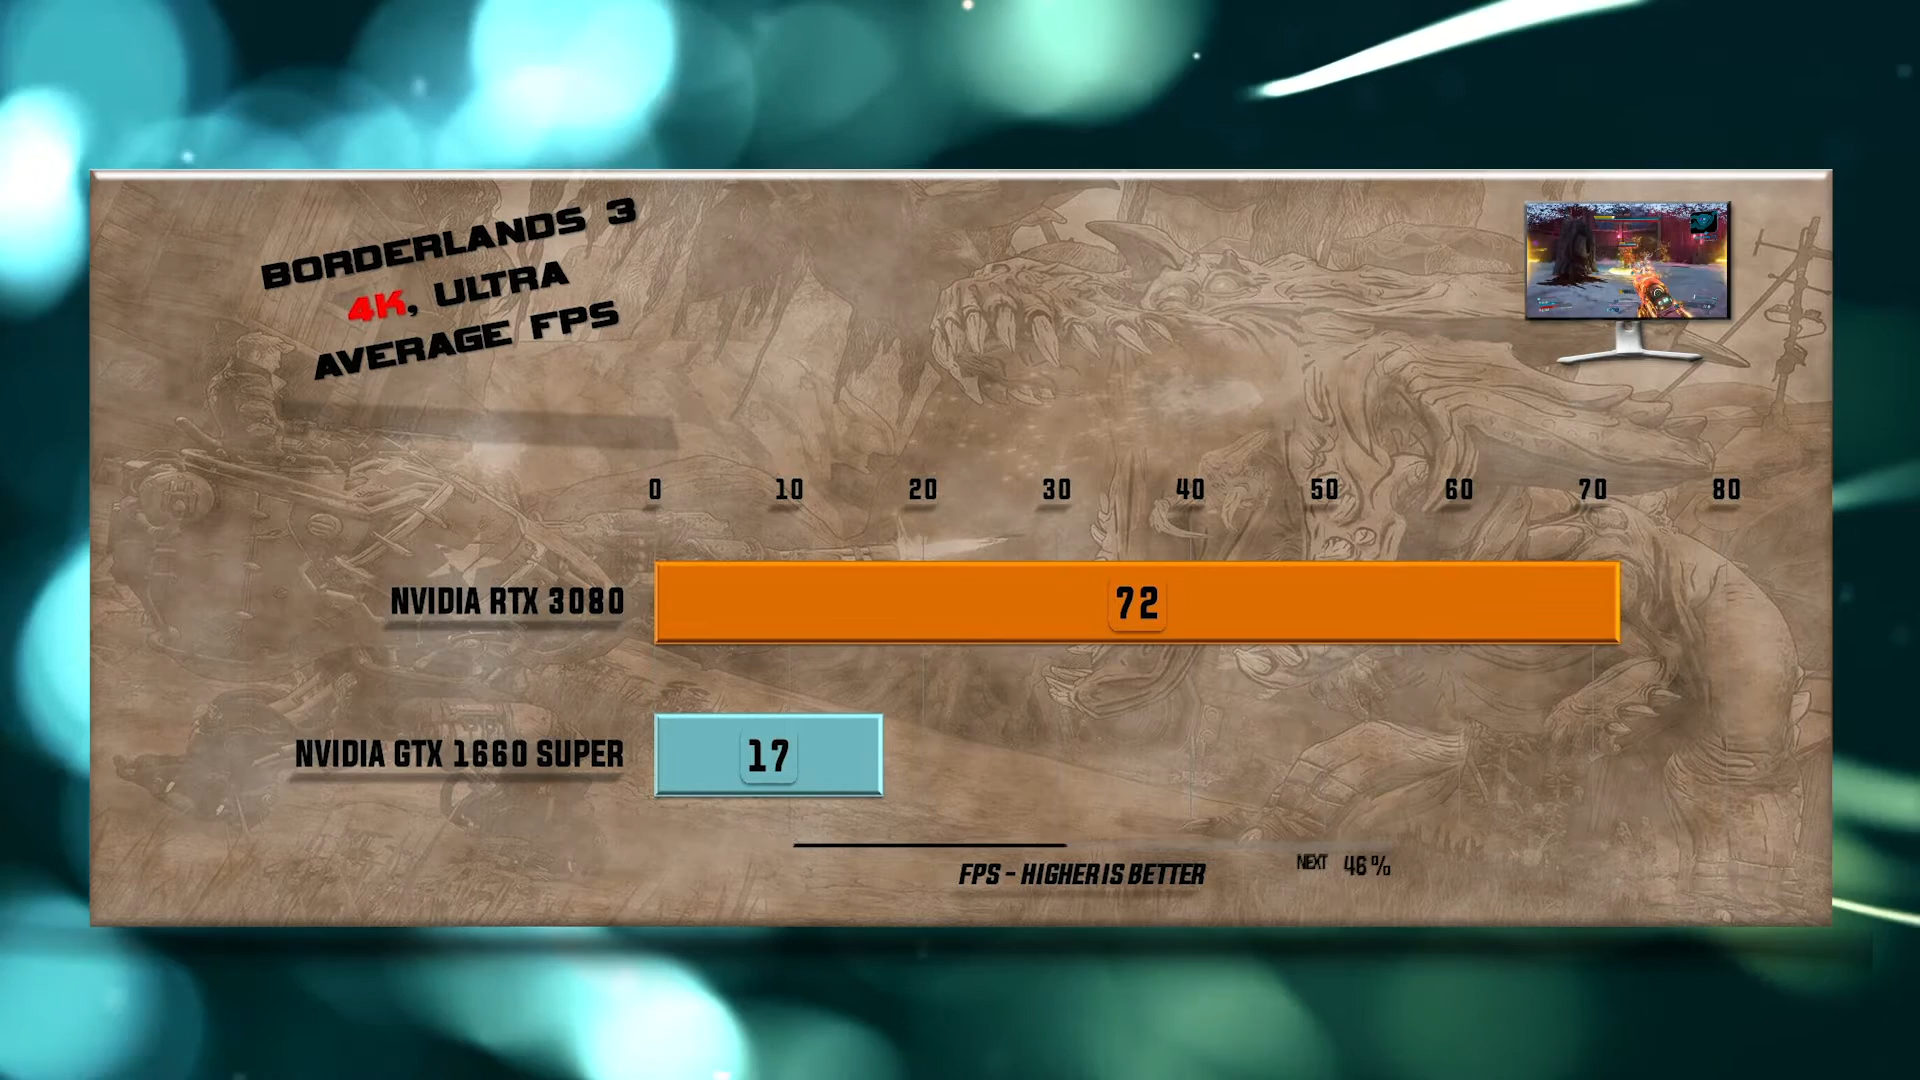 BORDERLANDS 3
4K, ULTRA
AVERAGE FPS
0 10 20 30 40 50 60 70 80
NVIDIA RTX 3080 72
NVIDIA GTX 1660 SUPER 17
FPS - HIGHER IS BETTER
NEXT 46%